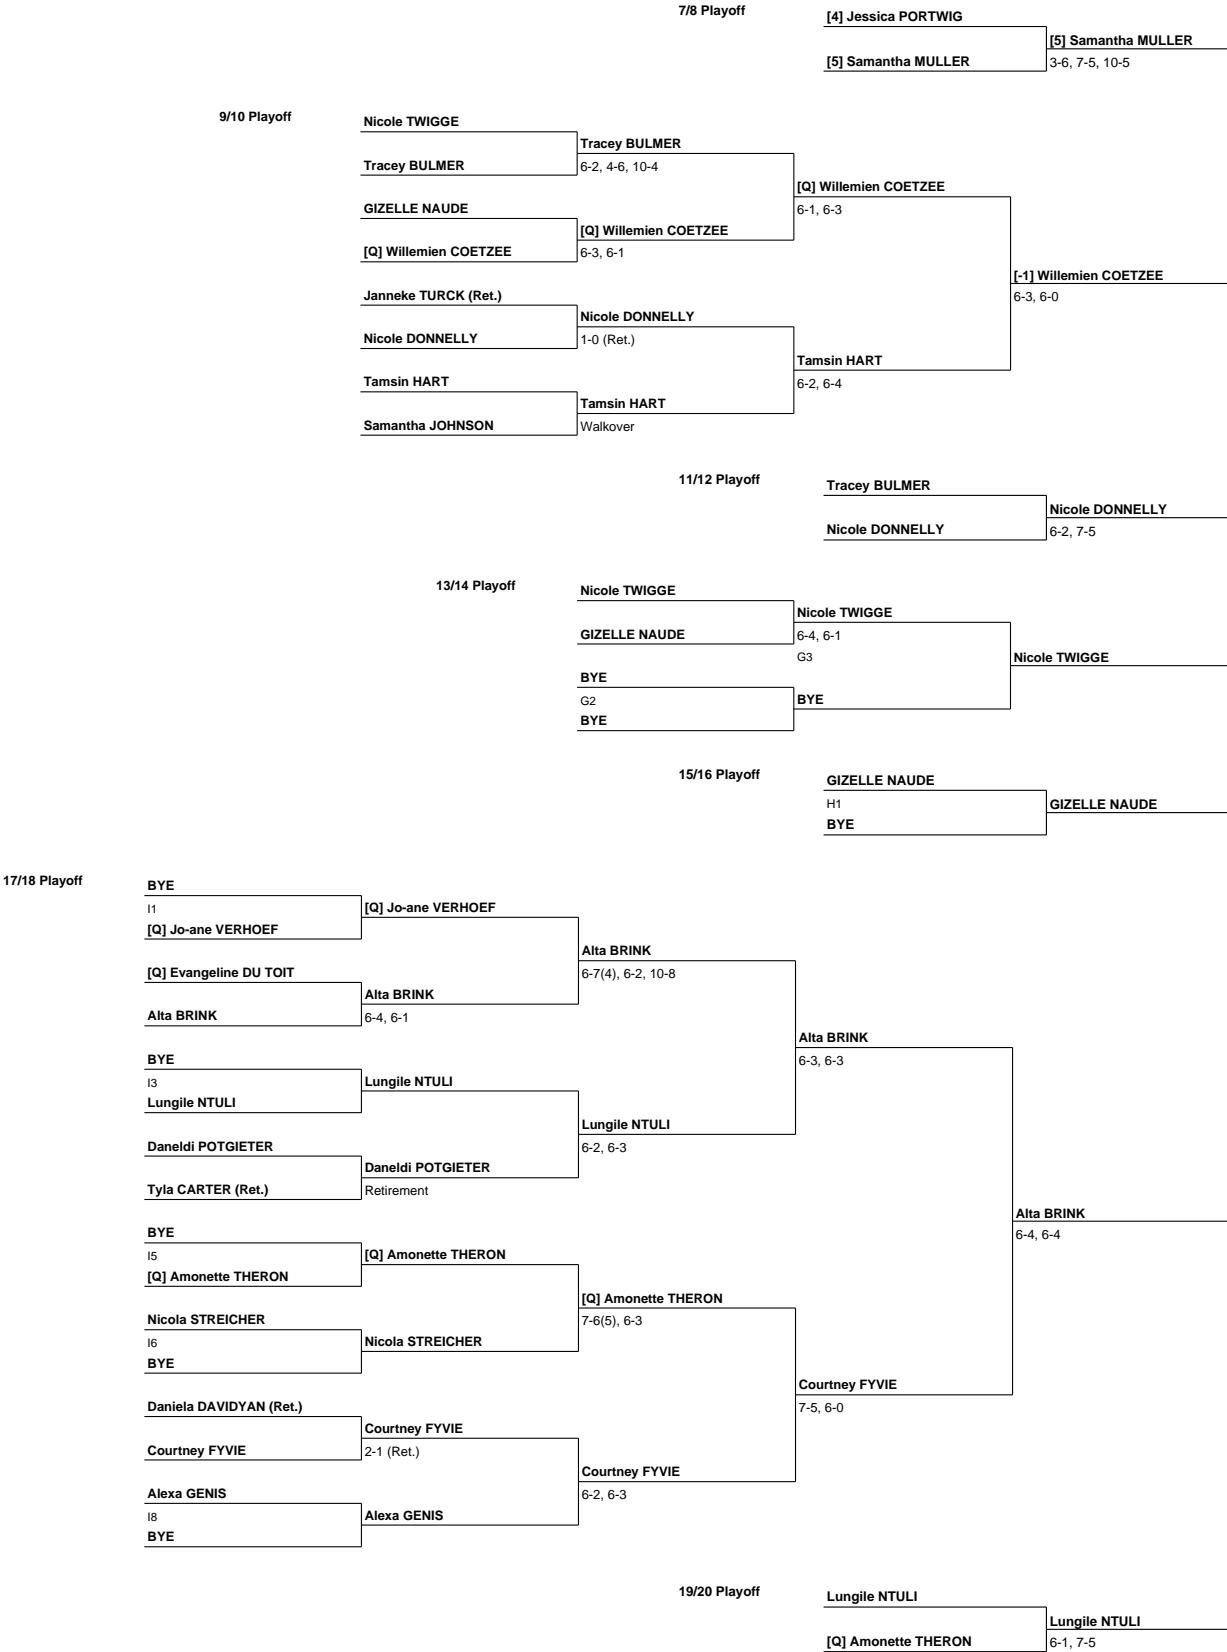 7/8 Playoff
[4] Jessica PORTWIG
[5] Samantha MULLER
[5] Samantha MULLER
3-6, 7-5, 10-5
9/10 Playoff
Nicole TWIGGE
Tracey BULMER
Tracey BULMER
6-2, 4-6, 10-4
[Q] Willemien COETZEE
6-1, 6-3
GIZELLE NAUDE
[Q] Willemien COETZEE
[Q] Willemien COETZEE
6-3, 6-1
[-1] Willemien COETZEE
6-3, 6-0
Janneke TURCK (Ret.)
Nicole DONNELLY
Nicole DONNELLY
1-0 (Ret.)
Tamsin HART
6-2, 6-4
Tamsin HART
Tamsin HART
Samantha JOHNSON
Walkover
11/12 Playoff
Tracey BULMER
Nicole DONNELLY
Nicole DONNELLY
6-2, 7-5
13/14 Playoff
Nicole TWIGGE
Nicole TWIGGE
GIZELLE NAUDE
6-4, 6-1
G3
Nicole TWIGGE
BYE
G2
BYE
BYE
15/16 Playoff
GIZELLE NAUDE
H1
GIZELLE NAUDE
BYE
17/18 Playoff
BYE
I1
[Q] Jo-ane VERHOEF
[Q] Jo-ane VERHOEF
Alta BRINK
6-7(4), 6-2, 10-8
[Q] Evangeline DU TOIT
Alta BRINK
Alta BRINK
6-4, 6-1
Alta BRINK
6-3, 6-3
BYE
I3
Lungile NTULI
Lungile NTULI
Lungile NTULI
6-2, 6-3
Daneldi POTGIETER
Daneldi POTGIETER
Tyla CARTER (Ret.)
Retirement
Alta BRINK
6-4, 6-4
BYE
I5
[Q] Amonette THERON
[Q] Amonette THERON
[Q] Amonette THERON
7-6(5), 6-3
Nicola STREICHER
I6
Nicola STREICHER
BYE
Courtney FYVIE
7-5, 6-0
Daniela DAVIDYAN (Ret.)
Courtney FYVIE
Courtney FYVIE
2-1 (Ret.)
Courtney FYVIE
6-2, 6-3
Alexa GENIS
I8
Alexa GENIS
BYE
19/20 Playoff
Lungile NTULI
Lungile NTULI
[Q] Amonette THERON
6-1, 7-5